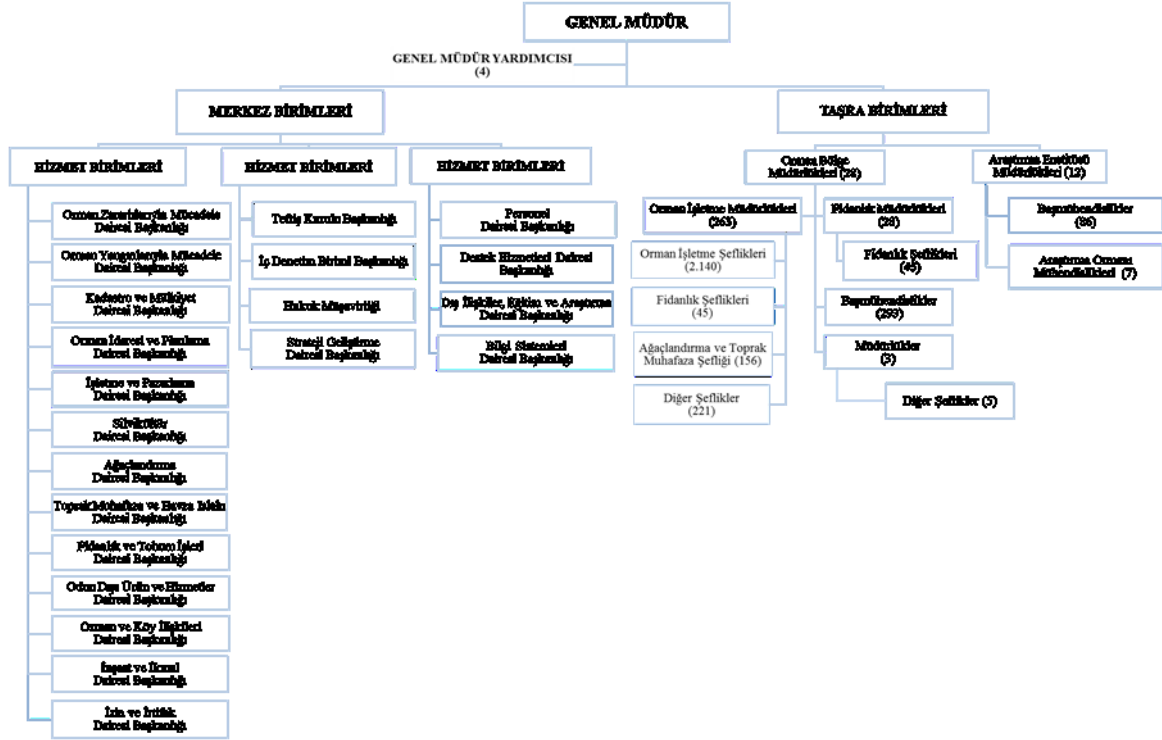 GENEL MÜDÜR
GENEL MÜDÜR YARDIMCISI
(4)
MERKEZ BİRİMLERİ
TAŞRA BİRİMLERİ
HİZMET BİRİMLERİ
HİZMET BİRİMLERİ
HİZMET BİRİMLERİ
Orman Zararlılarıyla Mücadele
Dairesi Başkanlığı
Orman Yangınlarıyla Mücadele
Dairesi Başkanlığı
Kadastro ve Mülkiyet
Dairesi Başkanlığı
Orman İdaresi ve Planlama
Dairesi Başkanlığı
İşletme ve Pazarlama
Dairesi Başkanlığı
Silvikültür
Dairesi Başkanlığı
Ağaçlandırma
Dairesi Başkanlığı
Toprak Muhafaza ve Havza Islahı
Dairesi Başkanlığı
Fidanlık ve Tohum İşleri
Dairesi Başkanlığı
Odun Dışı Ürün ve Hizmetler
Dairesi Başkanlığı
Orman ve Köy İlişkileri
Dairesi Başkanlığı
İnşaat ve İkmal
Dairesi Başkanlığı
İzin ve İrtifak
Dairesi Başkanlığı
Teftiş Kurulu Başkanlığı
İç Denetim Birimi Başkanlığı
Hukuk Müşavirliği
Strateji Geliştirme
Dairesi Başkanlığı
Personel
Dairesi Başkanlığı
Destek Hizmetleri Dairesi
Başkanlığı
Dış İlişkiler, Eğitim ve Araştırma
Dairesi Başkanlığı
Bilgi Sistemleri
Dairesi Başkanlığı
Orman Bölge
Müdürlükleri (28)
Orman İşletme Müdürlükleri
(263)
Orman İşletme Şeflikleri
(2.140)
Fidanlık Şeflikleri
(45)
Ağaçlandırma ve Toprak
Muhafaza Şefliği (156)
Diğer Şeflikler
(221)
Fidanlık Müdürlükleri
(28)
Fidanlık Şeflikleri
(45)
Başmühendislikler
(293)
Müdürlükler
(3)
Diğer Şeflikler (5)
Araştırma Enstitüsü
Müdürlükleri (12)
Başmühendislikler
(86)
Araştırma Ormanı
Mühendislikleri (7)